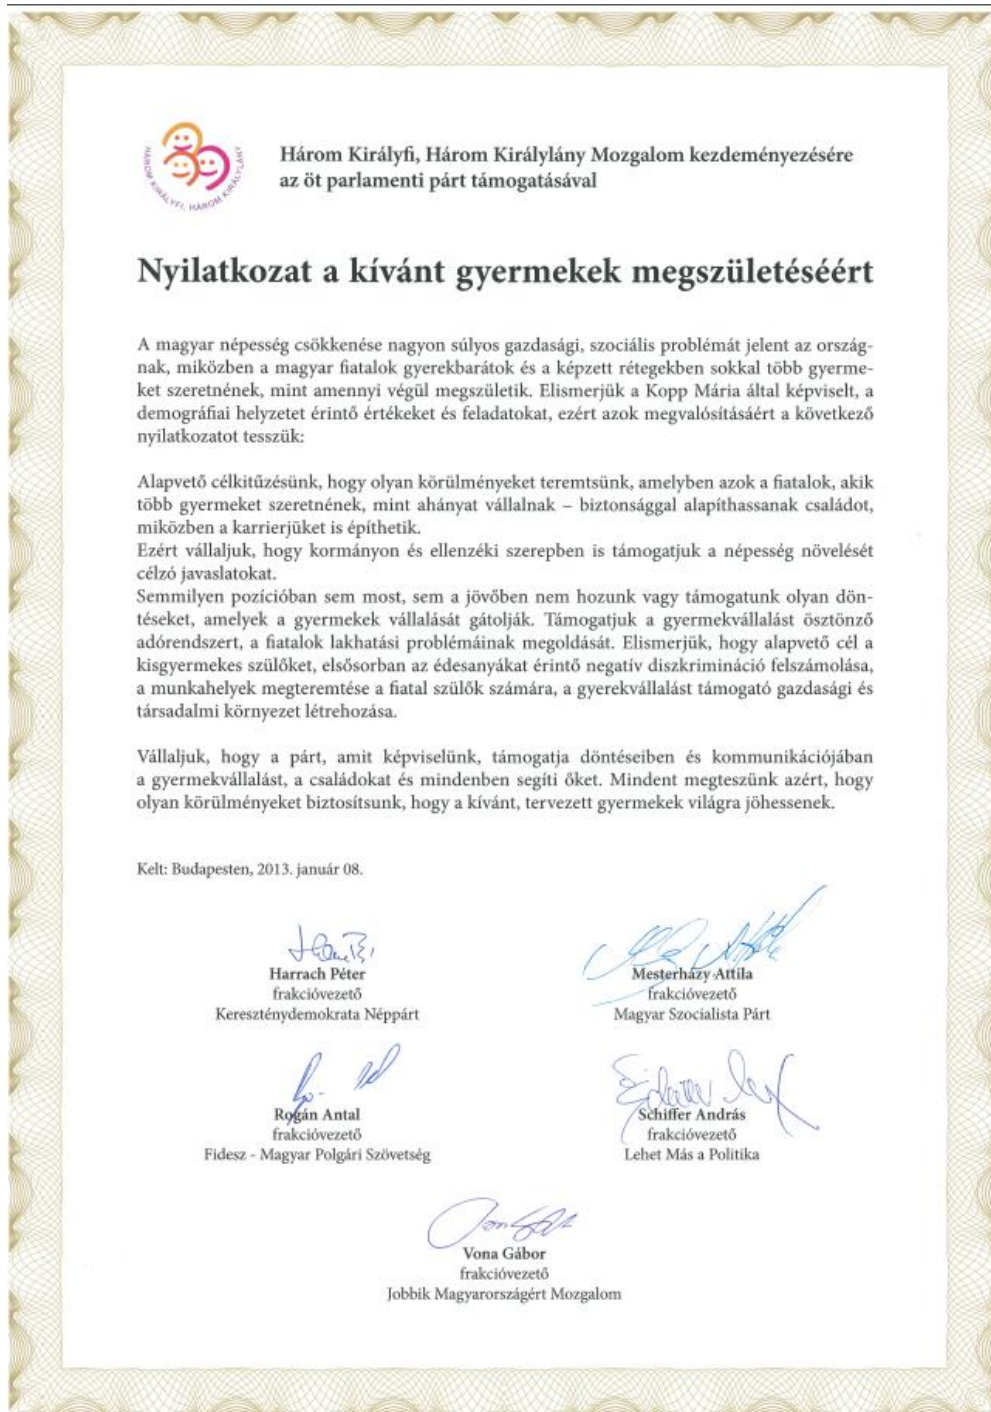 HÁROM KIRÁLYFI, HÁROM KIRÁLYLÁNY
Három Királyfi, Három Királylány Mozgalom kezdeményezésére
az öt parlamenti párt támogatásával
Nyilatkozat a kívánt gyermekek megszületéséért
A magyar népesség csökkenése nagyon súlyos gazdasági, szociális problémát jelent az ország-
nak, miközben a magyar fiatalok gyerekbarátok és a képzett rétegekben sokkal több gyerme-
ket szeretnének, mint amennyi végül megszületik. Elismerjük a Kopp Mária által képviselt, a
demográfiai helyzetet érintő értékeket és feladatokat, ezért azok megvalósításáért a következő
nyilatkozatot tesszük:
Alapvető célkitűzésünk, hogy olyan körülményeket teremtsünk, amelyben azok a fiatalok, akik
több gyermeket szeretnének, mint ahányat vállalnak – biztonsággal alapíthassanak családot,
miközben a karrierjüket is építhetik.
Ezért vállaljuk, hogy kormányon és ellenzéki szerepben is támogatjuk a népesség növelését
célzó javaslatokat.
Semmilyen pozícióban sem most, sem a jövőben nem hozunk vagy támogatunk olyan dön-
téseket, amelyek a gyermekek vállalását gátolják. Támogatjuk a gyermekvállalást ösztönző
adórendszert, a fiatalok lakhatási problémáinak megoldását. Elismerjük, hogy alapvető cél a
kisgyermekes szülőket, elsősorban az édesanyákat érintő negatív diszkrimináció felszámolása,
a munkahelyek megteremtése a fiatal szülők számára, a gyerekvállalást támogató gazdasági és
társadalmi környezet létrehozása.
Vállaljuk, hogy a párt, amit képviselünk, támogatja döntéseiben és kommunikációjában
a gyermekvállalást, a családokat és mindenben segíti őket. Mindent megteszünk azért, hogy
olyan körülményeket biztosítsunk, hogy a kívánt, tervezett gyermekek világra jöhessenek.
Kelt: Budapesten, 2013. január 08.
Harrach Péter
frakcióvezető
Kereszténydemokrata Néppárt
Mesterházy Attila
frakcióvezető
Magyar Szocialista Párt
Rogán Antal
frakcióvezető
Fidesz - Magyar Polgári Szövetség
Schiffer András
frakcióvezető
Lehet Más a Politika
Vona Gábor
frakcióvezető
Jobbik Magyarországért Mozgalom